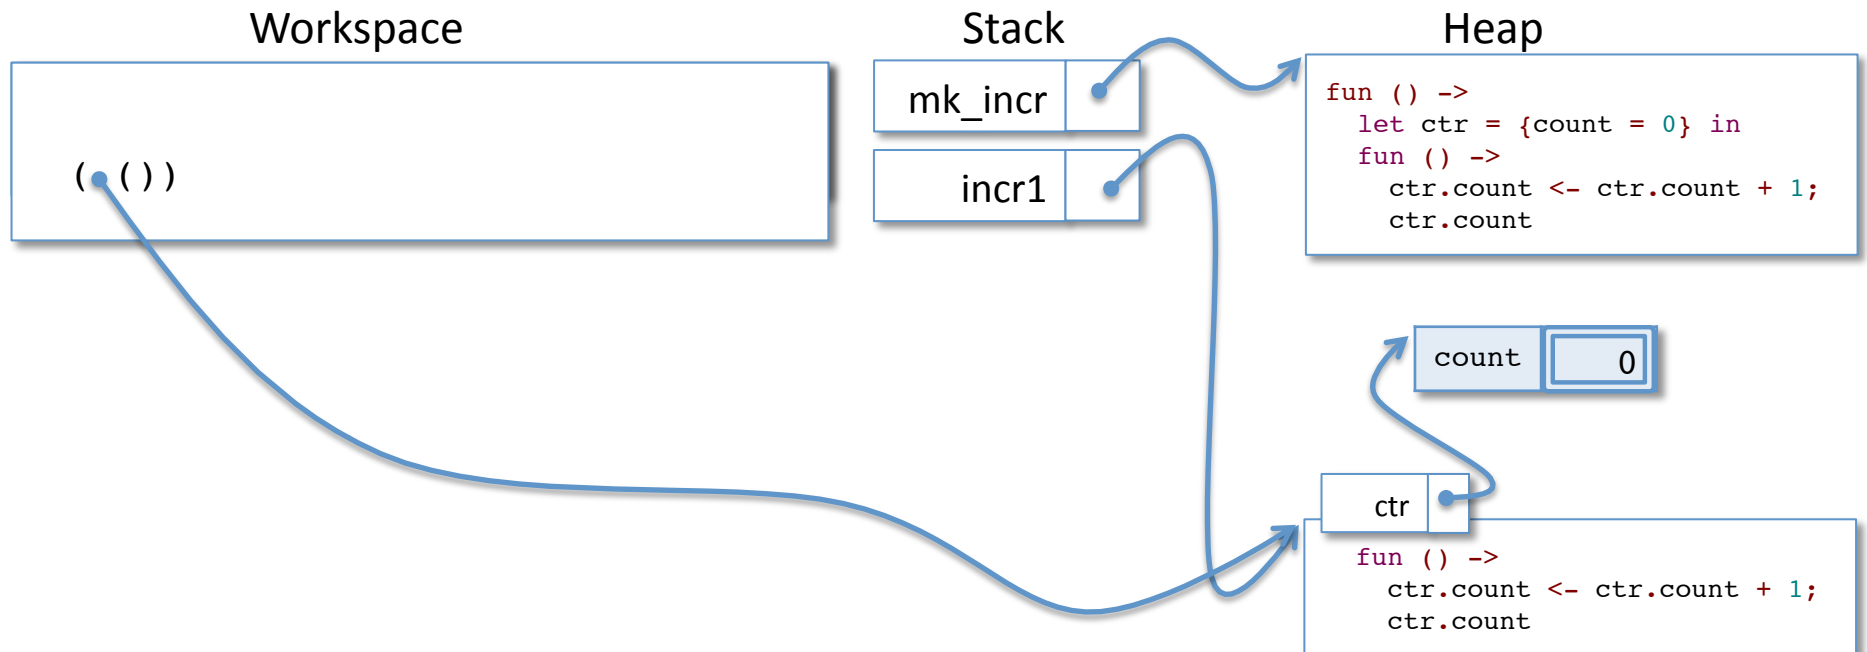 Workspace
Stack
Heap
( ())
mk_incr
incr1
fun () ->
let ctr = {count = 0} in
fun () ->
ctr.count <- ctr.count + 1;
ctr.count
count 0
ctr
fun () ->
ctr.count <- ctr.count + 1;
ctr.count